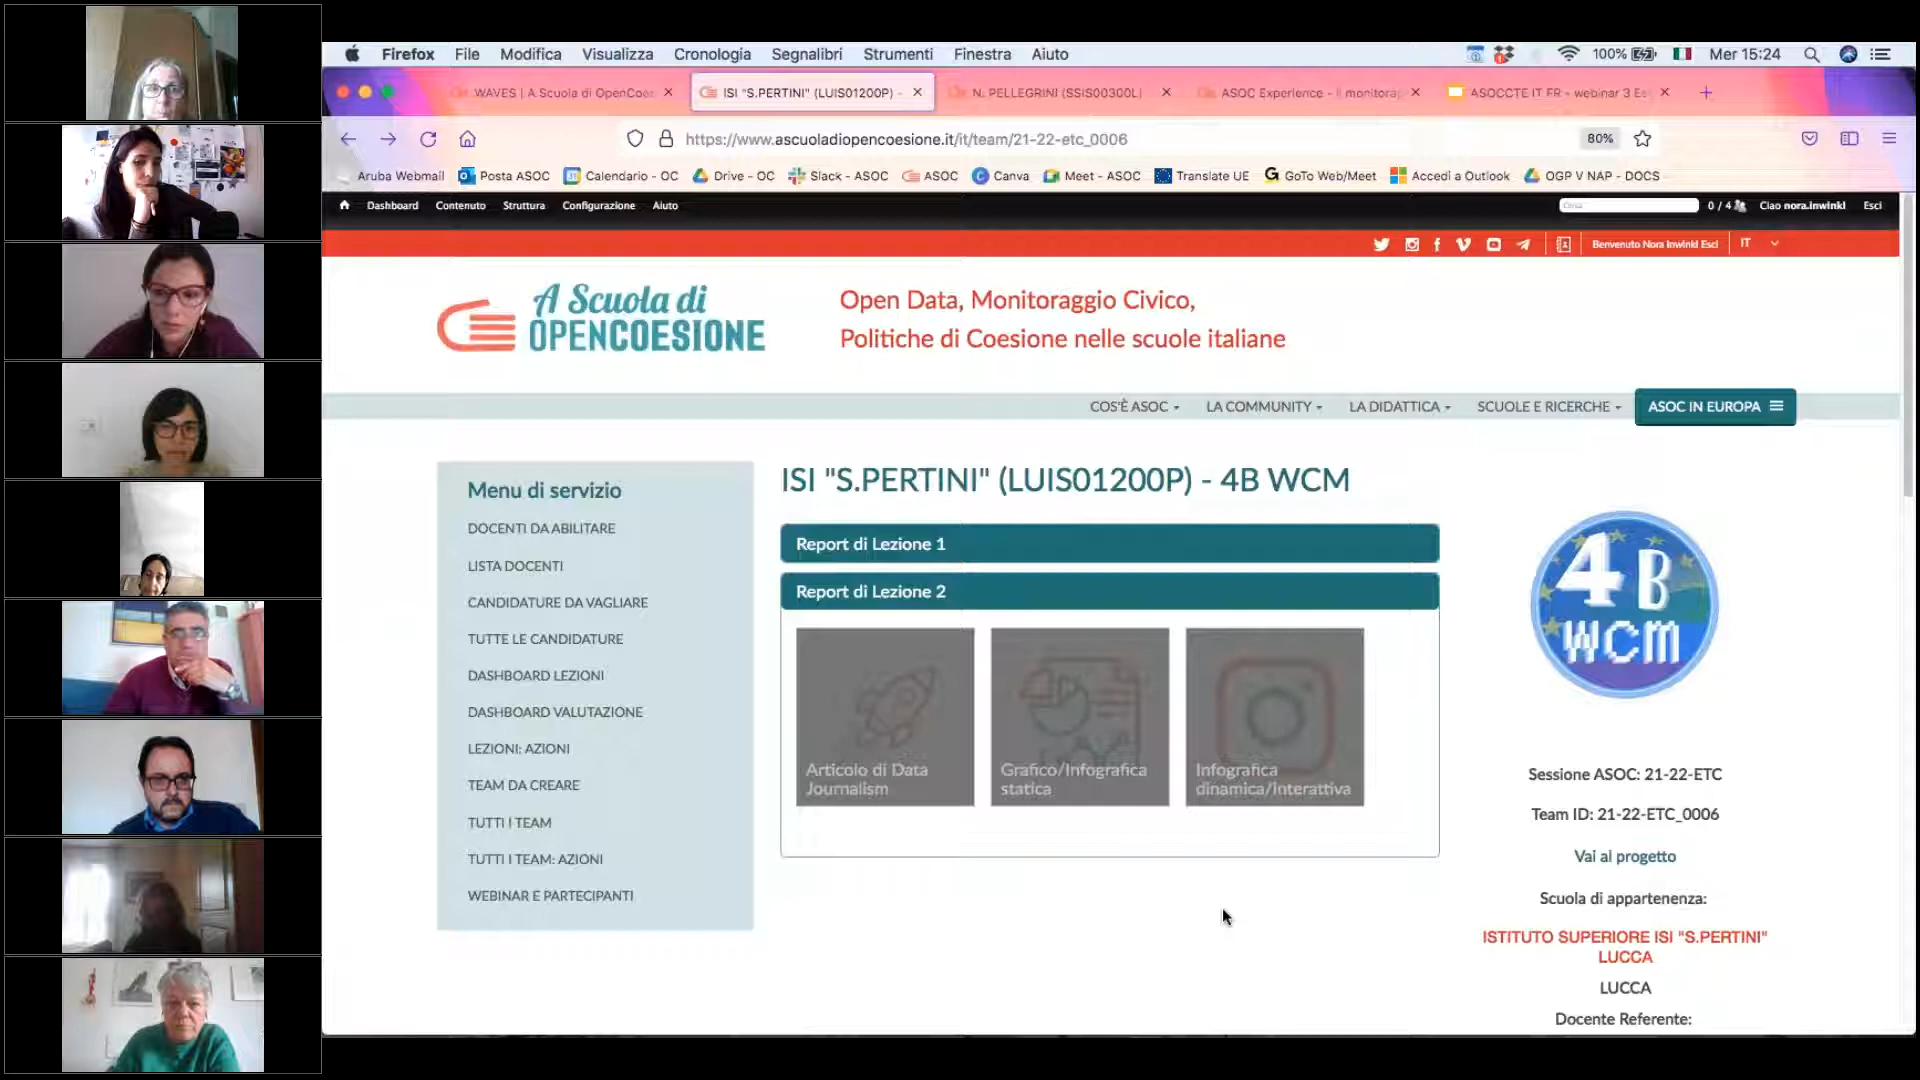 Firefox File Modifica Visualizza Cronologia Segnalibri Strumenti Finestra Aiuto 100% Mer 15:24
WAVES | A Scuola di OpenCoe
ISI "S.PERTINI" (LUIS01200P) -
N. PELLEGRINI (SSIS00300L)
ASOC Experience - Il monitorag
ASOCCTE IT FR - webinar 3 Es
https://www.ascuoladiopencoesione.it/it/team/21-22-etc_0006 80%
Aruba Webmail Posta ASOC Calendario - OC Drive - OC Slack - ASOC ASOC Canva Meet - ASOC Translate UE GoTo Web/Meet Accedi a Outlook OGP V NAP - DOCS
Dashboard Contenuto Struttura Configurazione Aiuto 0 / 4 Ciao nora.inwinkl Esci
Benvenuto Nora Inwinkl Esci IT
A Scuola di
OPENCOESIONE
Open Data, Monitoraggio Civico,
Politiche di Coesione nelle scuole italiane
COS'È ASOC LA COMMUNITY LA DIDATTICA SCUOLE E RICERCHE ASOC IN EUROPA
Menu di servizio
DOCENTI DA ABILITARE
LISTA DOCENTI
CANDIDATURE DA VAGLIARE
TUTTE LE CANDIDATURE
DASHBOARD LEZIONI
DASHBOARD VALUTAZIONE
LEZIONI: AZIONI
TEAM DA CREARE
TUTTI I TEAM
TUTTI I TEAM: AZIONI
WEBINAR E PARTECIPANTI
ISI "S.PERTINI" (LUIS01200P) - 4B WCM
Report di Lezione 1
Report di Lezione 2
Articolo di Data
Journalism
Grafico/Infografica
statica
Infografica
dinamica/Interattiva
4B
WCM
Sessione ASOC: 21-22-ETC
Team ID: 21-22-ETC_0006
Vai al progetto
Scuola di appartenenza:
ISTITUTO SUPERIORE ISI "S.PERTINI"
LUCCA
LUCCA
Docente Referente: